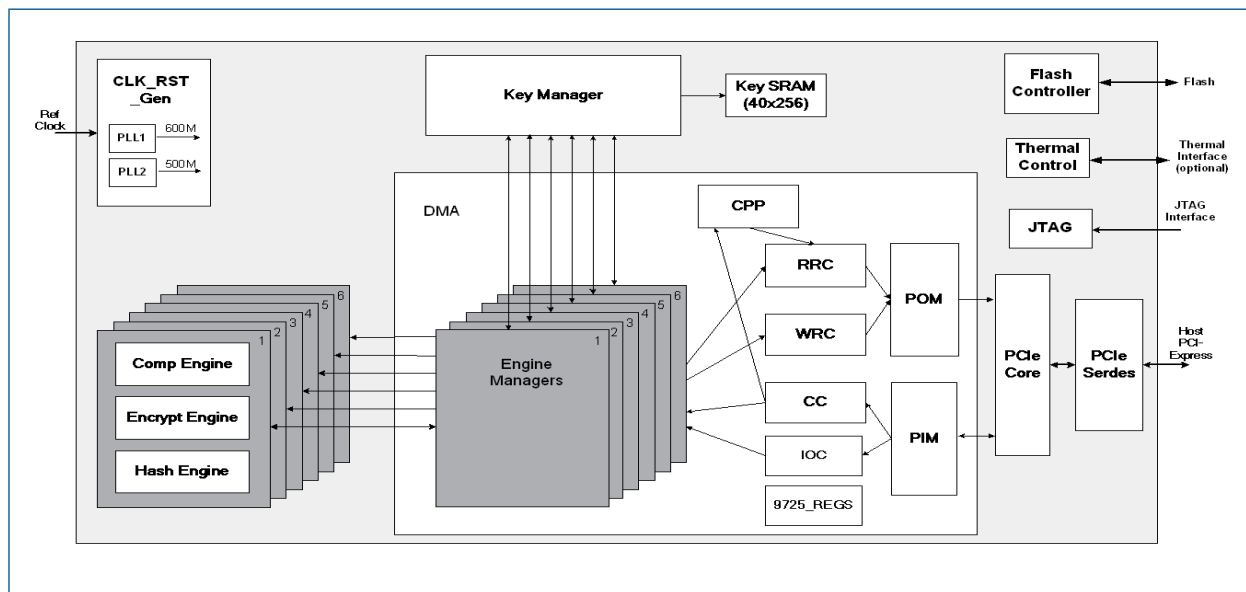 CLK_RST
_Gen
Ref
Clock
PLL1
600M
PLL2
500M
Key Manager
Key SRAM
(40x256)
Flash
Controller
Flash
Thermal
Control
Thermal
Interface
(optional)
JTAG
JTAG
Interface
DMA
CPP
RRC
WRC
POM
CC
IOC
PIM
9725_REGS
PCIe
Core
PCIe
Serdes
Host
PCI-
Express
6
5
4
3
2
1
Engine
Managers
6
5
4
3
2
1
Comp Engine
Encrypt Engine
Hash Engine